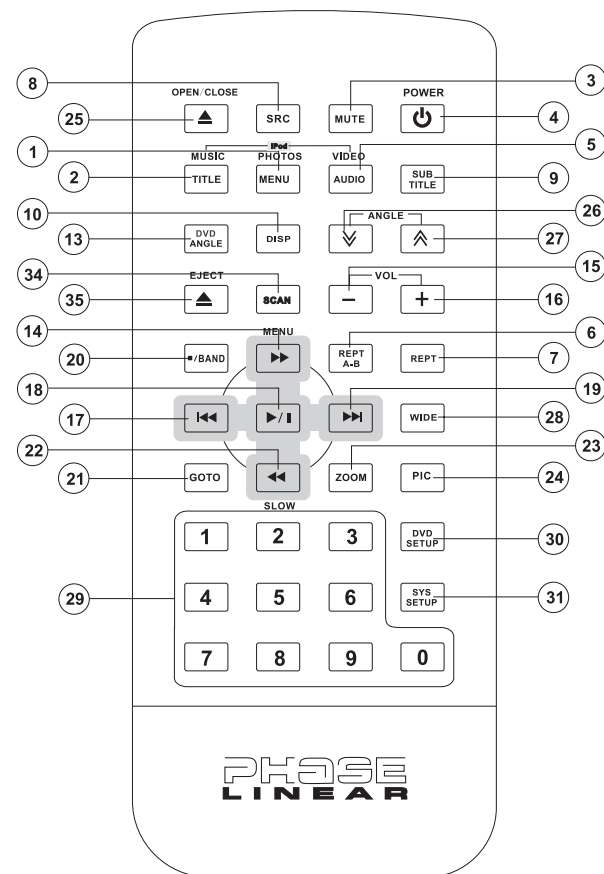 8
3
OPEN/CLOSE
POWER
25
SRC
MUTE
4
1
iPod
5
MUSIC
PHOTOS
VIDEO
2
TITLE
MENU
AUDIO
SUB
TITLE
9
10
26
ANGLE
13
DVD
ANGLE
DISP
27
34
15
EJECT
VOL
35
SCAN
−
+
16
14
6
MENU
20
/BAND
REPT
A-B
REPT
7
18
19
17
WIDE
28
22
23
21
GOTO
ZOOM
PIC
24
SLOW
1
2
3
DVD
SETUP
30
29
4
5
6
SYS
SETUP
31
7
8
9
0
PHASE
LINEAR